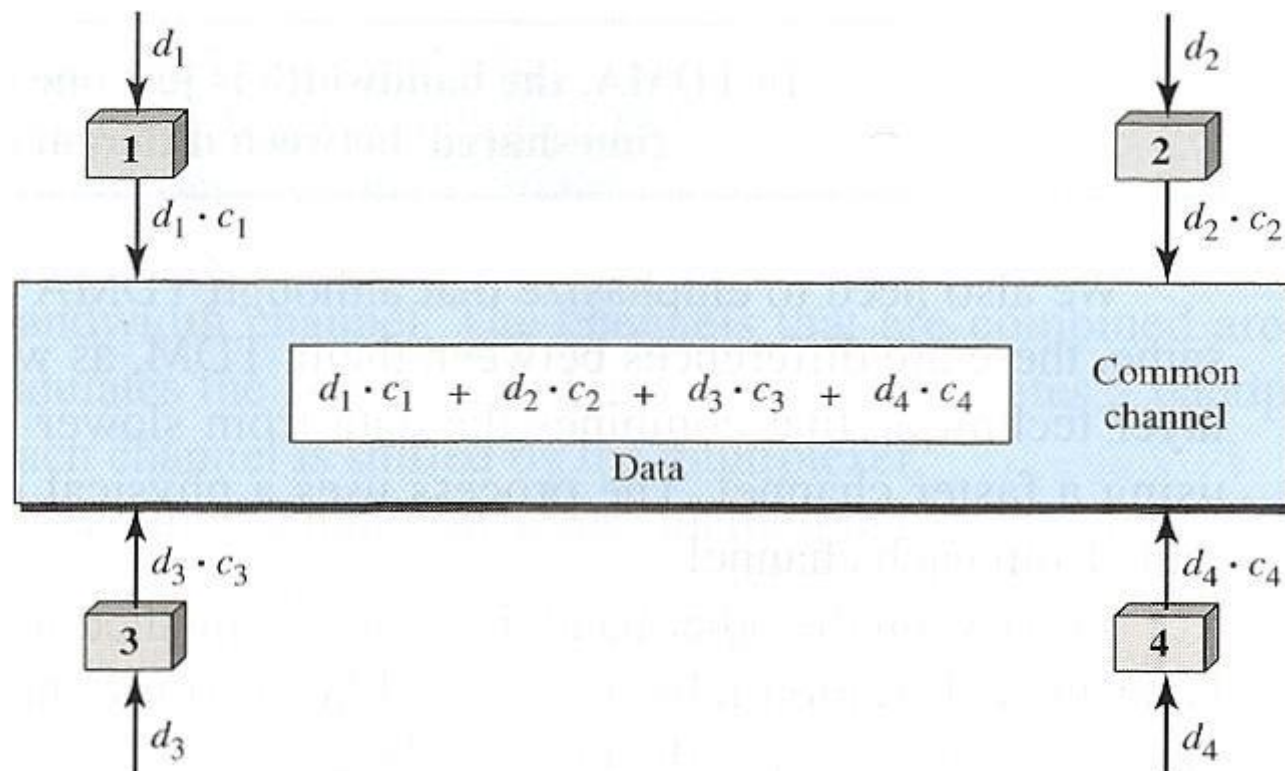 d₁
d₂
1
2
d₁ · c₁
d₂ · c₂
d₁ · c₁ + d₂ · c₂ + d₃ · c₃ + d₄ · c₄
Common
channel
Data
d₃ · c₃
d₄ · c₄
3
4
d₃
d₄